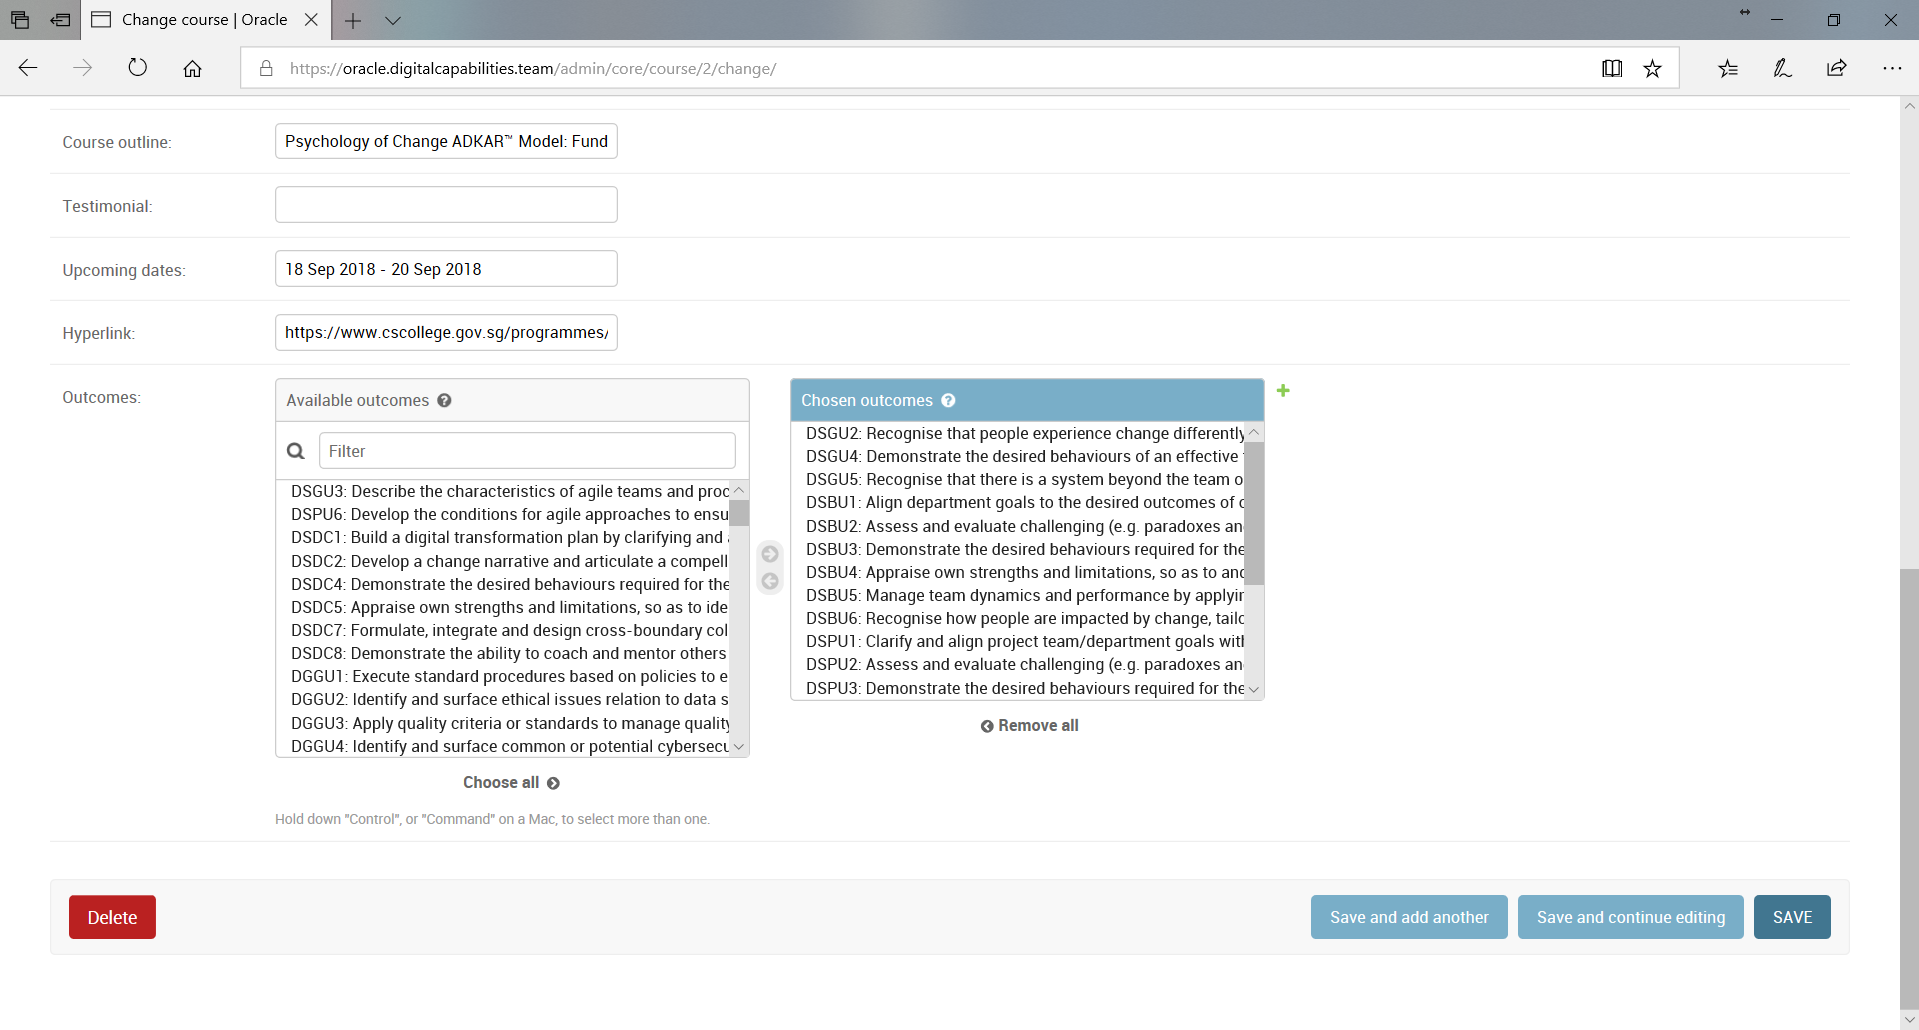 Change course | Oracle
https://oracle.digitalcapabilities.team/admin/core/course/2/change/
Course outline:
Psychology of Change ADKAR™ Model: Fund
Testimonial:
Upcoming dates:
18 Sep 2018 - 20 Sep 2018
Hyperlink:
https://www.cscollege.gov.sg/programmes/
Outcomes:
Available outcomes
Filter
DSGU3: Describe the characteristics of agile teams and proc
DSPU6: Develop the conditions for agile approaches to ensu
DSDC1: Build a digital transformation plan by clarifying and
DSDC2: Develop a change narrative and articulate a compell
DSDC4: Demonstrate the desired behaviours required for the
DSDC5: Appraise own strengths and limitations, so as to ide
DSDC7: Formulate, integrate and design cross-boundary col
DSDC8: Demonstrate the ability to coach and mentor others
DGGU1: Execute standard procedures based on policies to e
DGGU2: Identify and surface ethical issues relation to data s
DGGU3: Apply quality criteria or standards to manage quality
DGGU4: Identify and surface common or potential cybersecu
Choose all
Hold down "Control", or "Command" on a Mac, to select more than one.
Chosen outcomes
DSGU2: Recognise that people experience change differently
DSGU4: Demonstrate the desired behaviours of an effective
DSGU5: Recognise that there is a system beyond the team o
DSBU1: Align department goals to the desired outcomes of c
DSBU2: Assess and evaluate challenging (e.g. paradoxes an
DSBU3: Demonstrate the desired behaviours required for the
DSBU4: Appraise own strengths and limitations, so as to and
DSBU5: Manage team dynamics and performance by applyin
DSBU6: Recognise how people are impacted by change, tailo
DSPU1: Clarify and align project team/department goals with
DSPU2: Assess and evaluate challenging (e.g. paradoxes an
DSPU3: Demonstrate the desired behaviours required for the
Remove all
Delete
Save and add another
Save and continue editing
SAVE